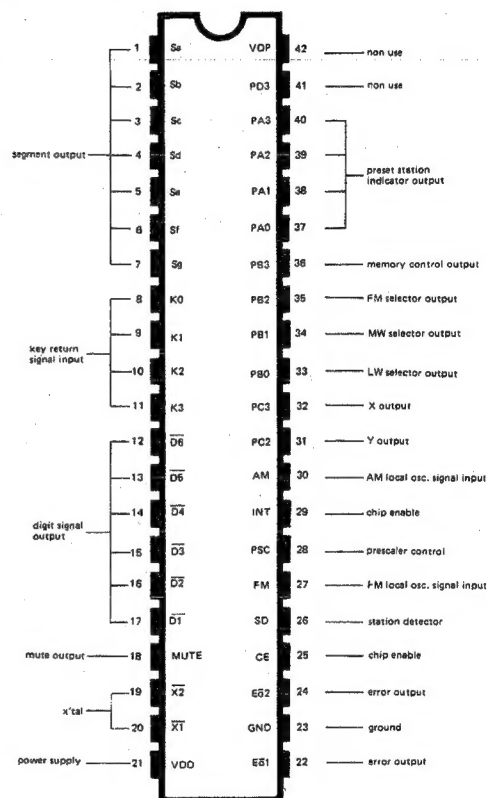 1 Sa VDP 42 non use
2 Sb PD3 41 non use
3 Sc PA3 40
segment output 4 Sd PA2 39 preset station indicator output
5 Se PA1 38
6 Sf PA0 37
7 Sg PB3 36 memory control output
8 K0 PB2 35 FM selector output
key return signal input 9 K1 PB1 34 MW selector output
10 K2 PB0 33 LW selector output
11 K3 PC3 32 X output
12 D6 PC2 31 Y output
13 D5 AM 30 AM local osc. signal input
digit signal output 14 D4 INT 29 chip enable
15 D3 PSC 28 prescaler control
16 D2 FM 27 FM local osc. signal input
17 D1 SD 26 station detector
mute output 18 MUTE CE 25 chip enable
x'tal 19 X2 Eo2 24 error output
20 X1 GND 23 ground
power supply 21 VDD Eo1 22 error output